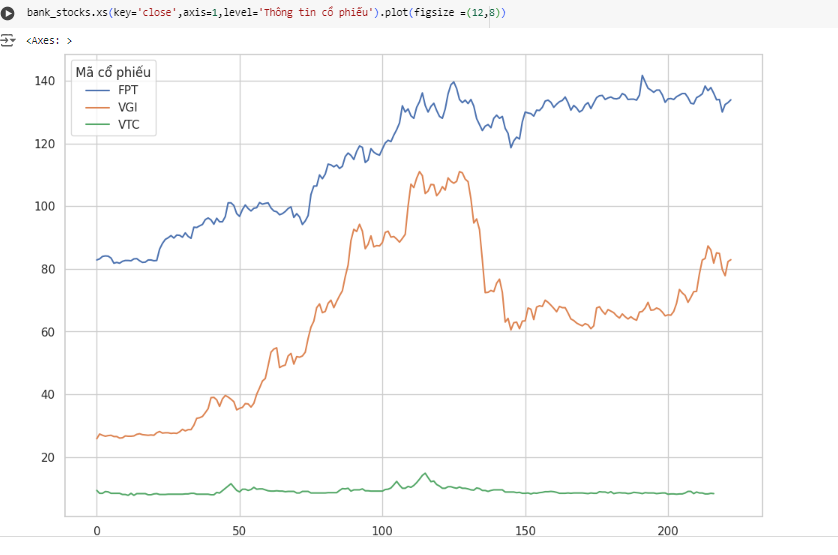 bank_stocks.xs(key='close',axis=1,level='Thông tin cổ phiếu').plot(figsize =(12,8))
<Axes: >
Mã cổ phiếu
FPT
VGI
VTC
140
120
100
80
60
40
20
0
50
100
150
200